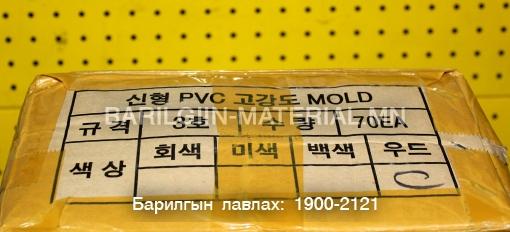 신형 PVC 고강도 MOLD
BARILGUN-MATERIAL.MN
규격 3호 수량 70EA
색상 회색 미색 백색 우드
Барилгын лавлах: 1900-2121